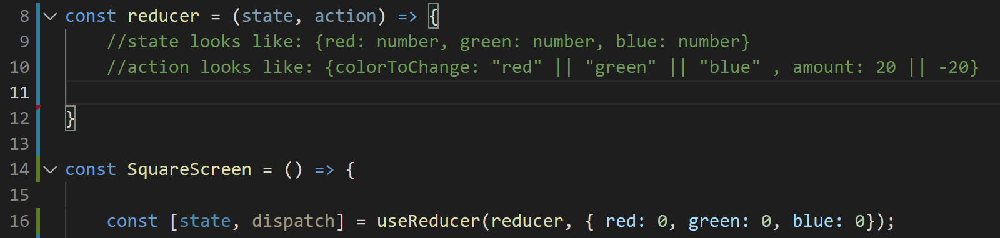 8 const reducer = (state, action) => {
9 //state looks like: {red: number, green: number, blue: number}
10 //action looks like: {colorToChange: "red" || "green" || "blue" , amount: 20 || -20}
11
12 }
13
14 const SquareScreen = () => {
15
16 const [state, dispatch] = useReducer(reducer, { red: 0, green: 0, blue: 0});